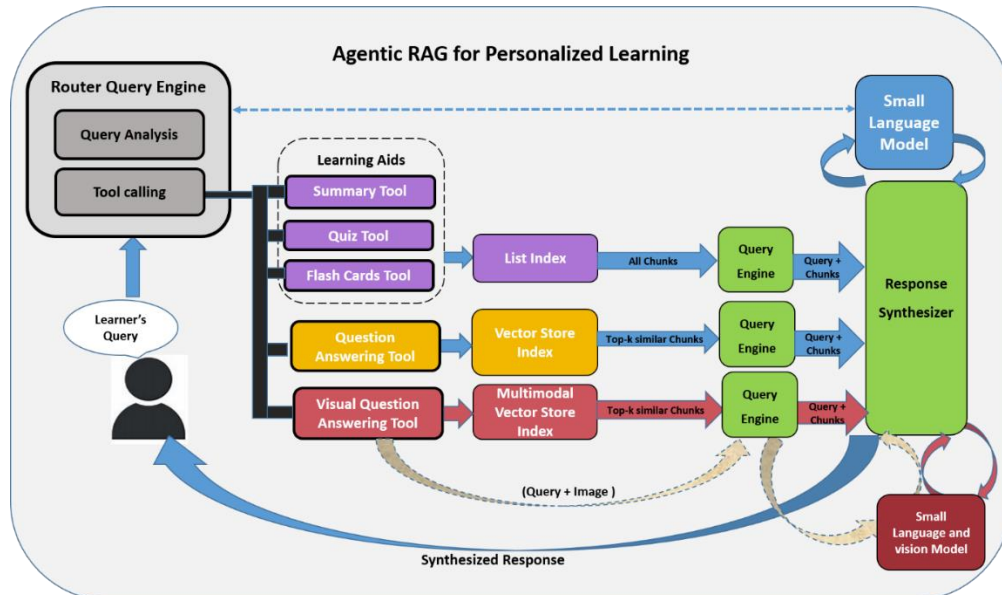 Agentic RAG for Personalized Learning
Router Query Engine
Query Analysis
Tool calling
Small
Language
Model
Learning Aids
Summary Tool
Quiz Tool
Flash Cards Tool
List Index
All Chunks
Query
Engine
Query +
Chunks
Response
Synthesizer
Learner's
Query
Question
Answering Tool
Vector Store
Index
Top-k similar Chunks
Query
Engine
Query +
Chunks
Visual Question
Answering Tool
Multimodal
Vector Store
Index
Top-k similar Chunks
Query
Engine
Query +
Chunks
(Query + Image )
Small
Language and
vision Model
Synthesized Response